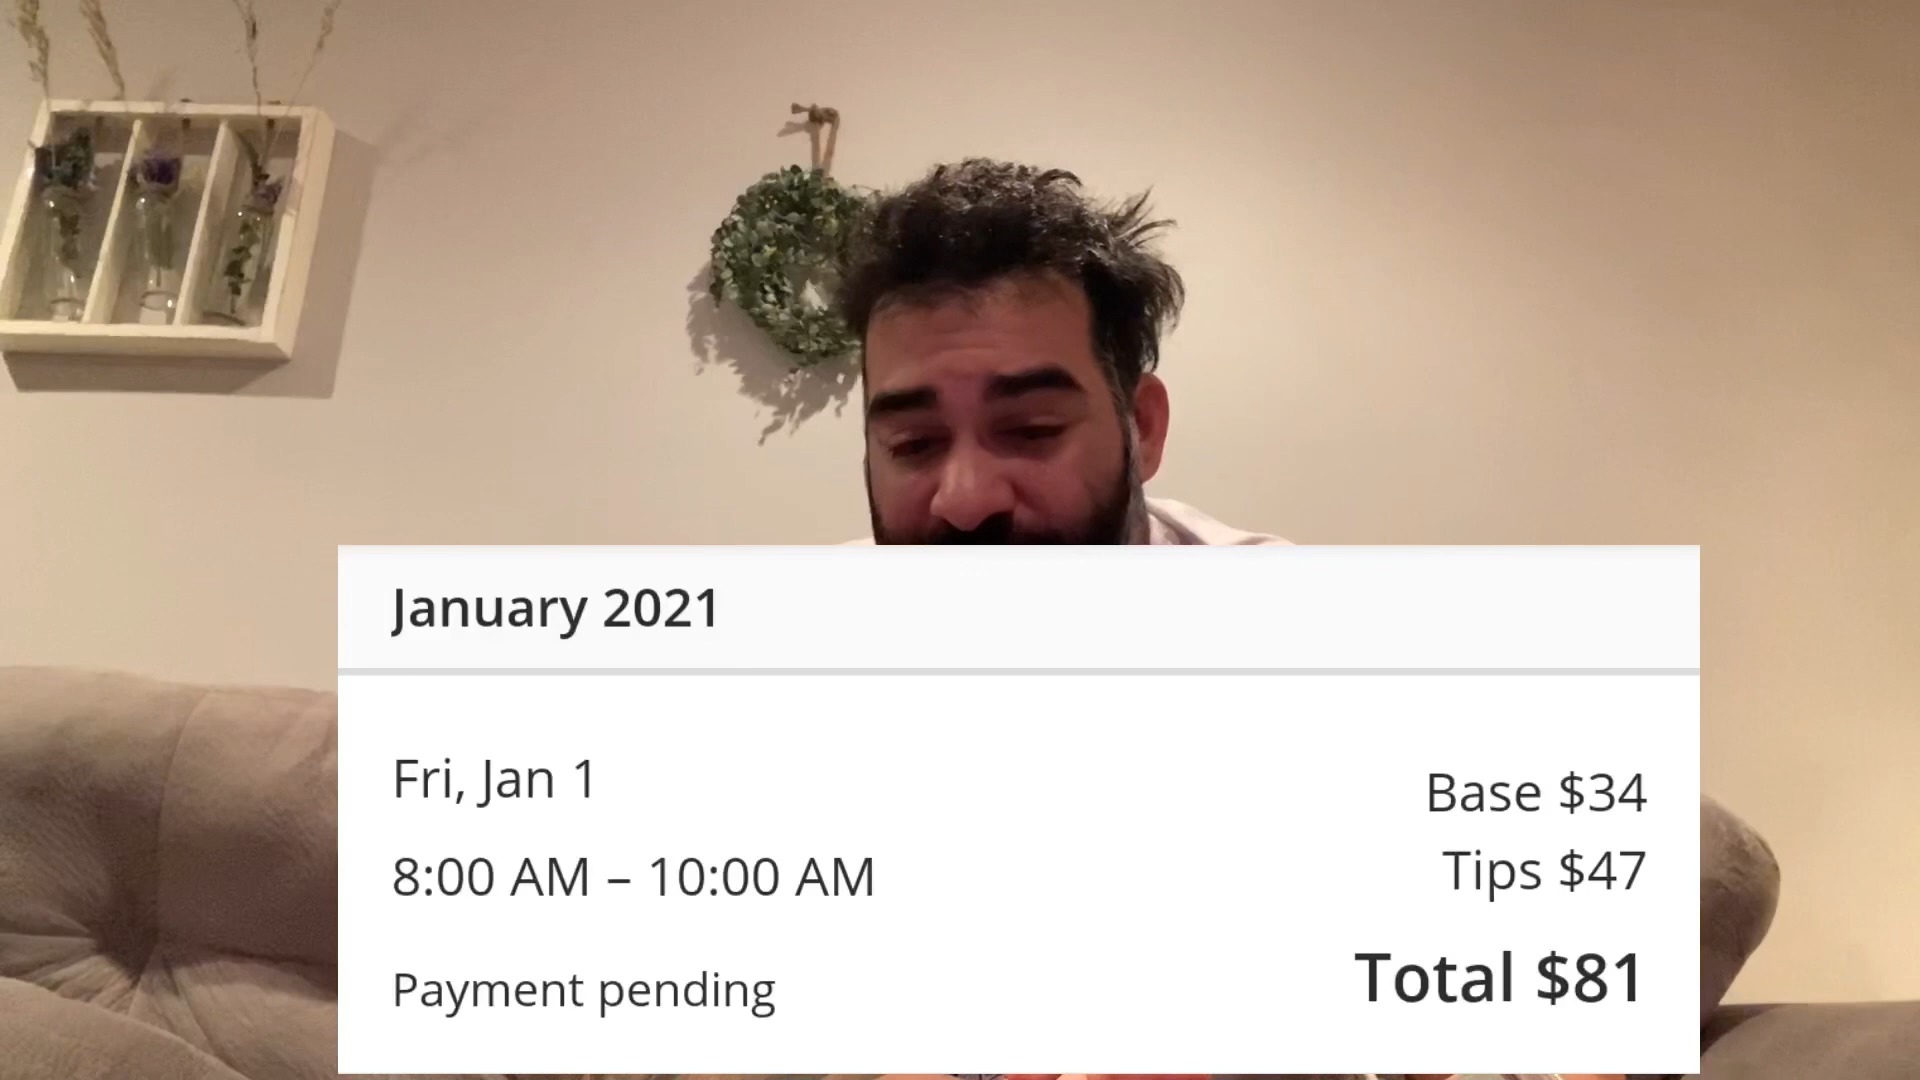 January 2021
Fri, Jan 1
8:00 AM – 10:00 AM
Payment pending
Base $34
Tips $47
Total $81